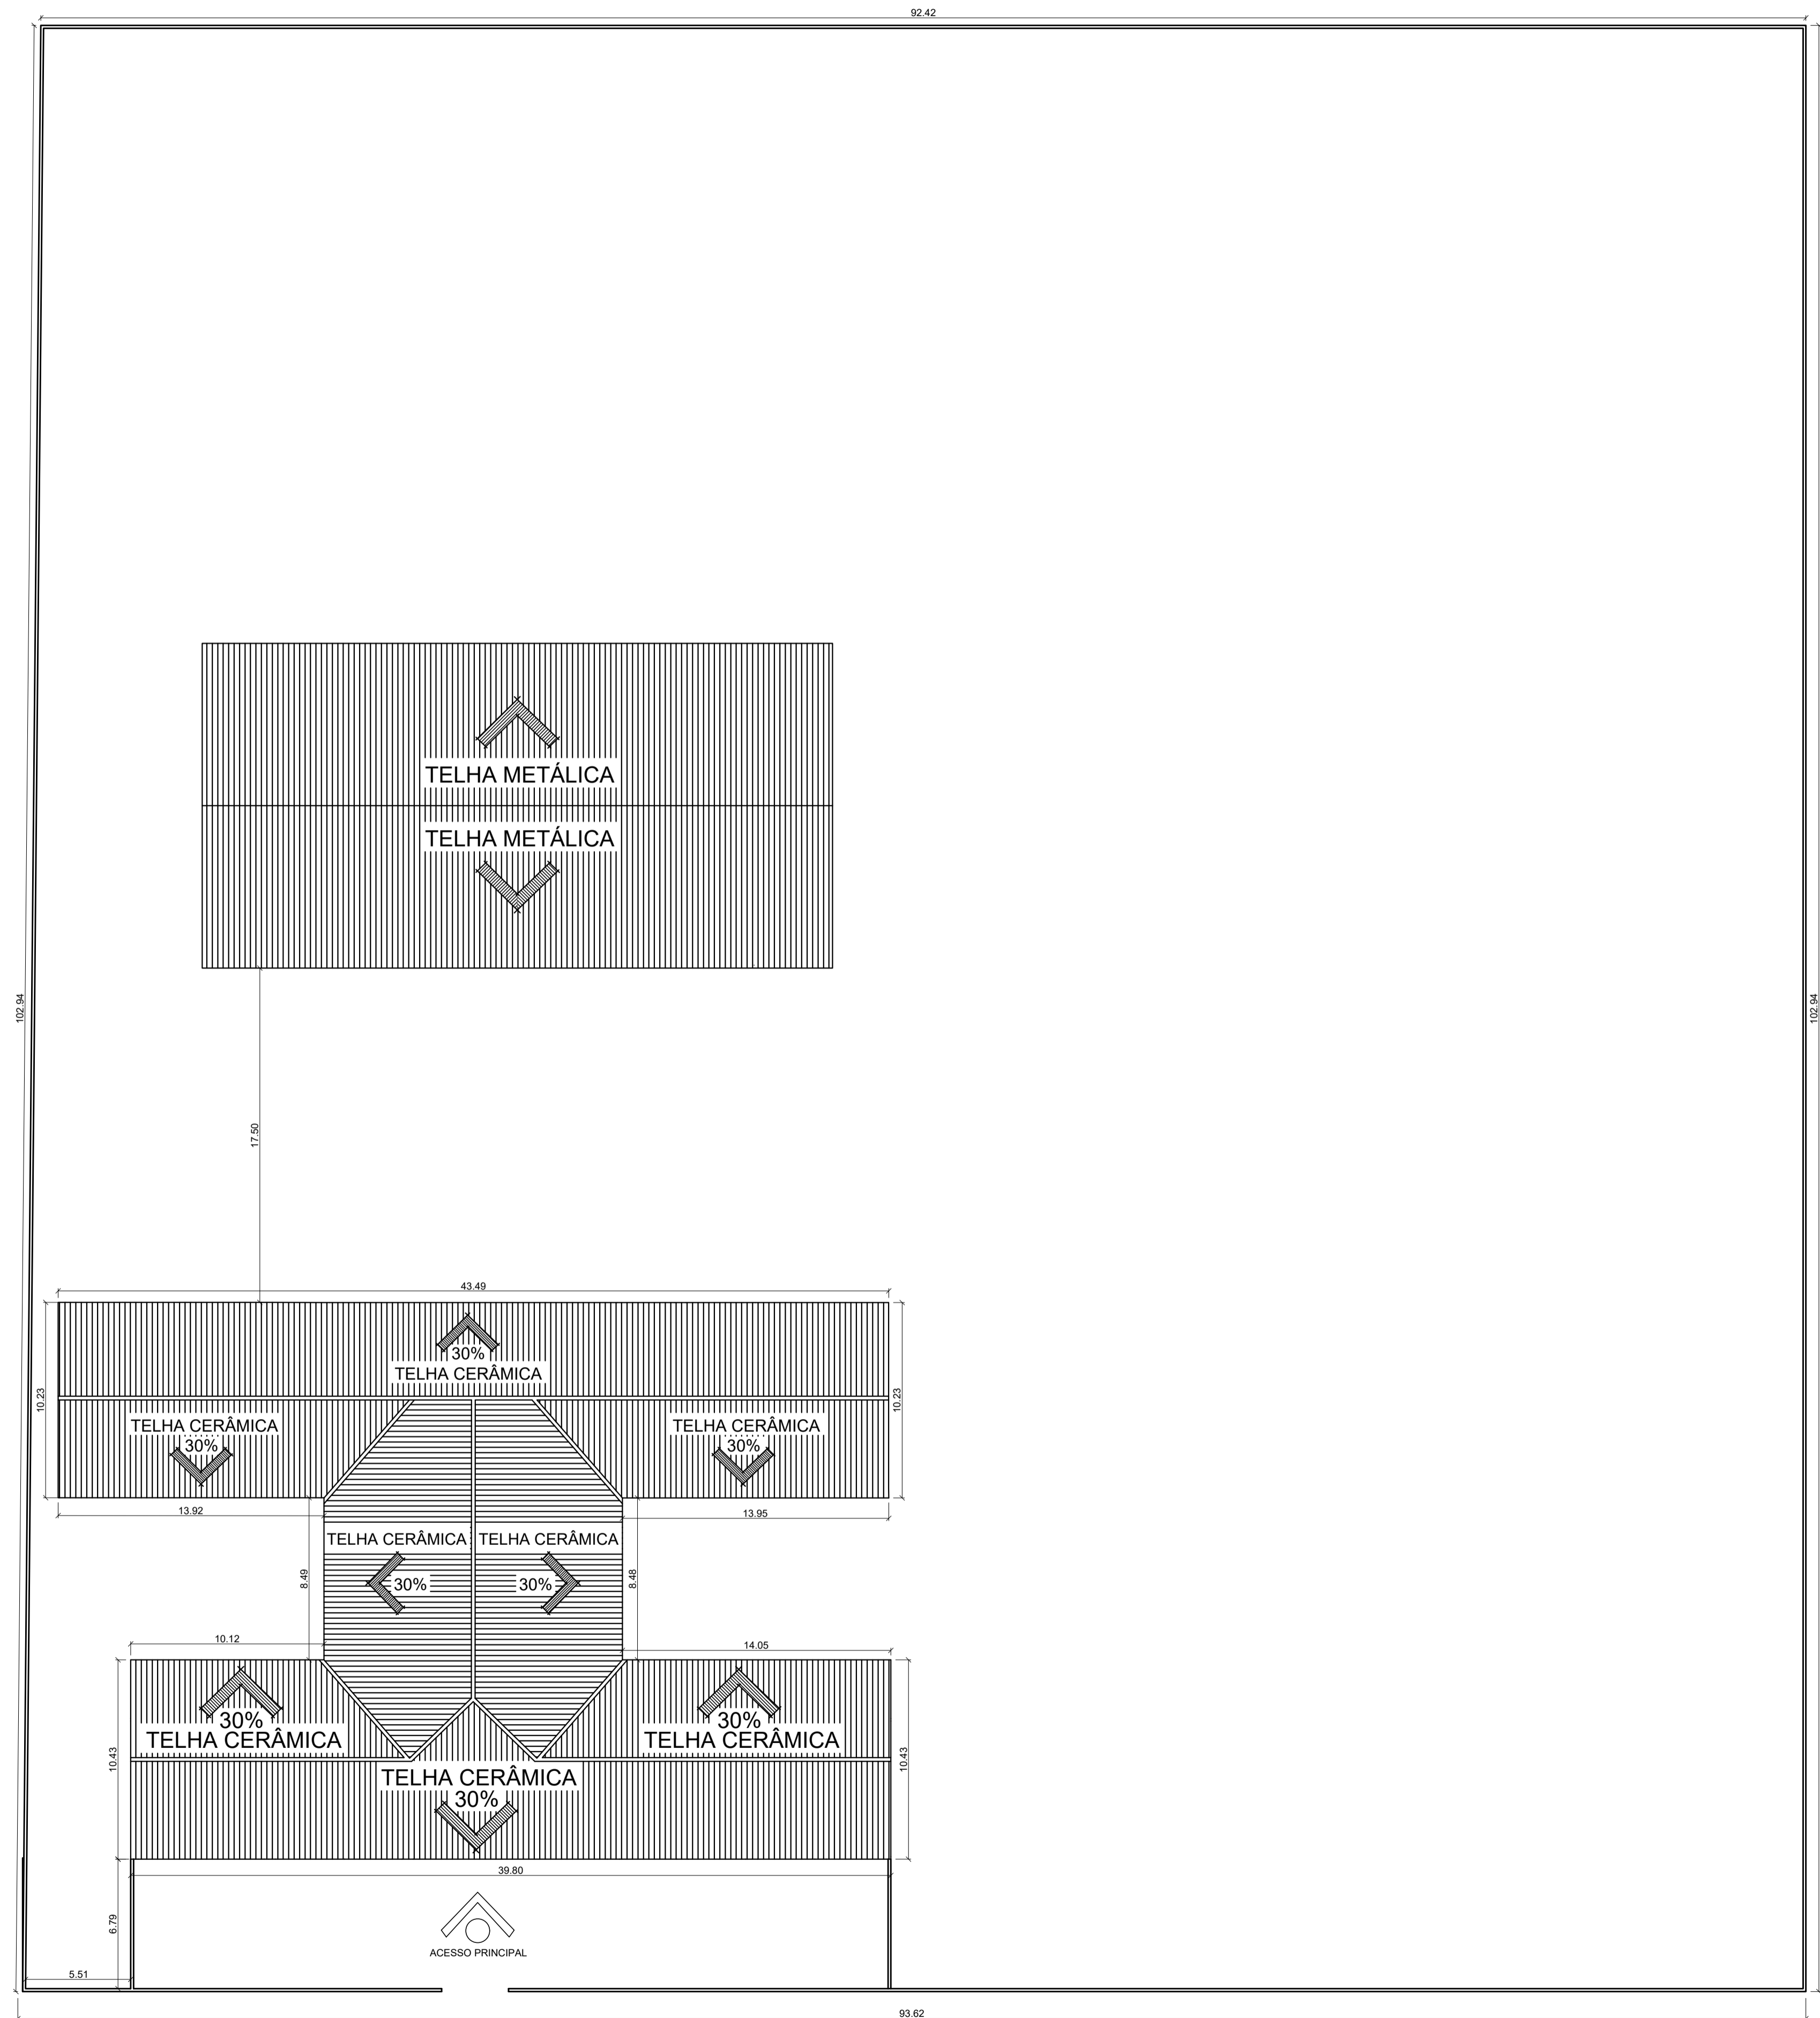 92.42
TELHA METÁLICA
TELHA METÁLICA
102.94
102.94
17.50
43.49
30%
TELHA CERÂMICA
10.23
10.23
TELHA CERÂMICA
30%
TELHA CERÂMICA
30%
13.92
13.95
TELHA CERÂMICA
TELHA CERÂMICA
8.49
30%
30%
8.48
10.12
14.05
30%
TELHA CERÂMICA
30%
TELHA CERÂMICA
10.43
10.43
TELHA CERÂMICA
30%
39.80
6.79
ACESSO PRINCIPAL
5.51
93.62